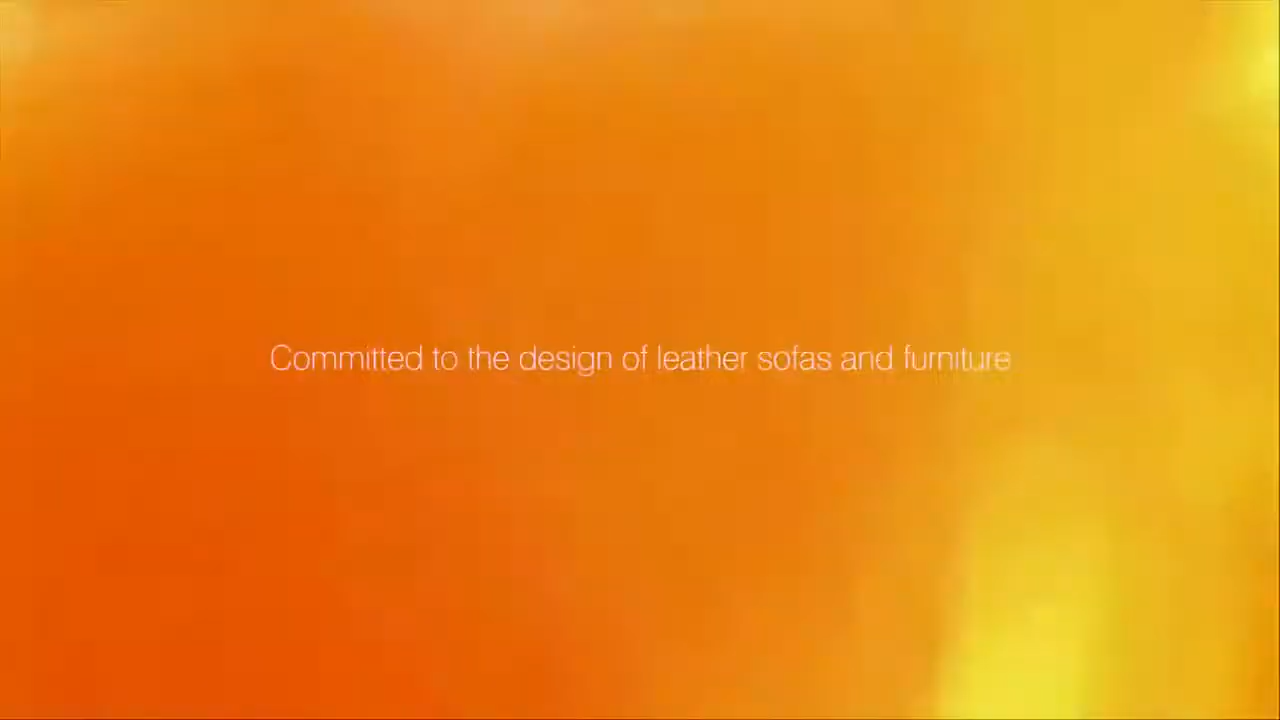 Committed to the design of leather sofas and furniture